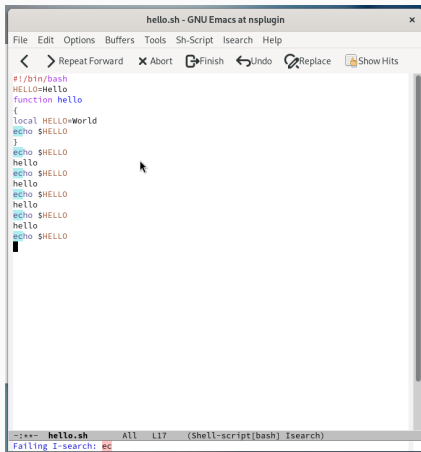 hello.sh - GNU Emacs at nsplugin ×
File Edit Options Buffers Tools Sh-Script Isearch Help
Repeat Forward Abort Finish Undo Replace Show Hits
#!/bin/bash
HELLO=Hello
function hello
{
local HELLO=World
echo $HELLO
}
echo $HELLO
hello
echo $HELLO
hello
echo $HELLO
hello
echo $HELLO
hello
echo $HELLO
-:**- hello.sh All L17 (Shell-script[bash] Isearch)
Failing I-search: ec